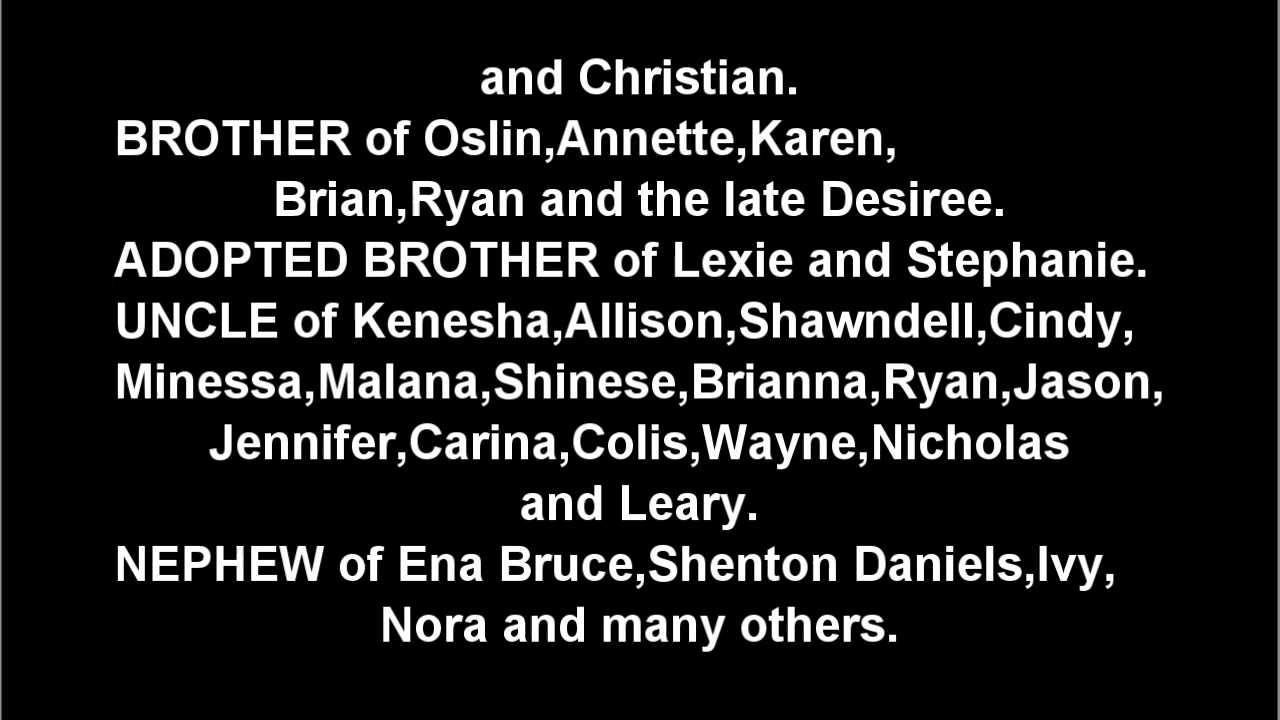 and Christian.
BROTHER of Oslin,Annette,Karen,
Brian,Ryan and the late Desiree.
ADOPTED BROTHER of Lexie and Stephanie.
UNCLE of Kenesha,Allison,Shawndell,Cindy,
Minessa,Malana,Shinese,Brianna,Ryan,Jason,
Jennifer,Carina,Colis,Wayne,Nicholas
and Leary.
NEPHEW of Ena Bruce,Shenton Daniels,Ivy,
Nora and many others.